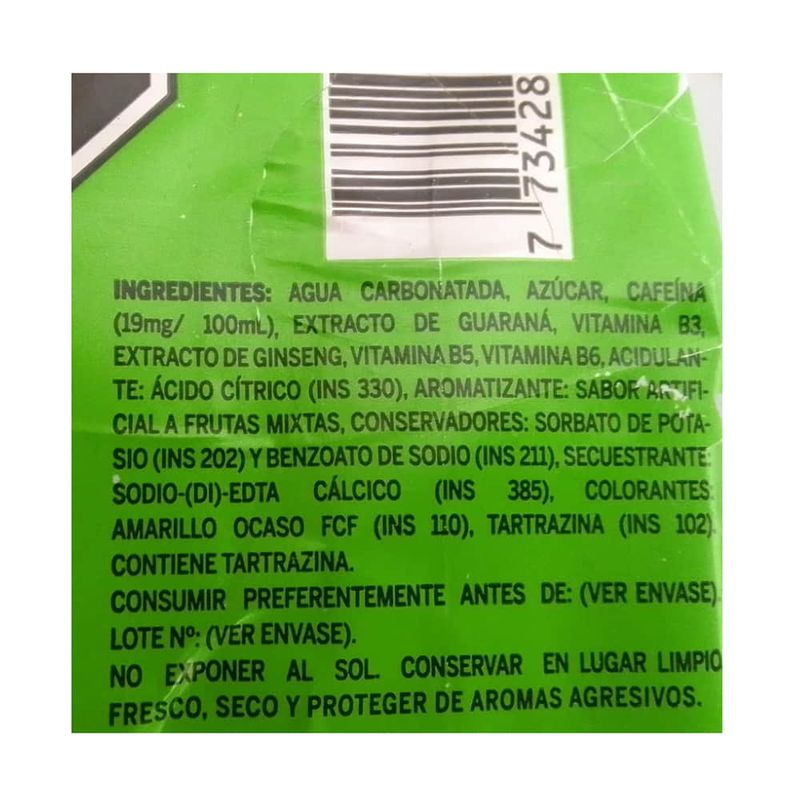 7 73428
INGREDIENTES: AGUA CARBONATADA, AZÚCAR, CAFEÍNA
(19mg/ 100mL), EXTRACTO DE GUARANÁ, VITAMINA B3,
EXTRACTO DE GINSENG, VITAMINA B5, VITAMINA B6, ACIDULAN-
TE: ÁCIDO CÍTRICO (INS 330), AROMATIZANTE: SABOR ARTIFI-
CIAL A FRUTAS MIXTAS, CONSERVADORES: SORBATO DE POTA-
SIO (INS 202) Y BENZOATO DE SODIO (INS 211), SECUESTRANTE:
SODIO-(DI)-EDTA CÁLCICO (INS 385), COLORANTES:
AMARILLO OCASO FCF (INS 110), TARTRAZINA (INS 102).
CONTIENE TARTRAZINA.
CONSUMIR PREFERENTEMENTE ANTES DE: (VER ENVASE).
LOTE Nº: (VER ENVASE).
NO EXPONER AL SOL. CONSERVAR EN LUGAR LIMPIO
FRESCO, SECO Y PROTEGER DE AROMAS AGRESIVOS.